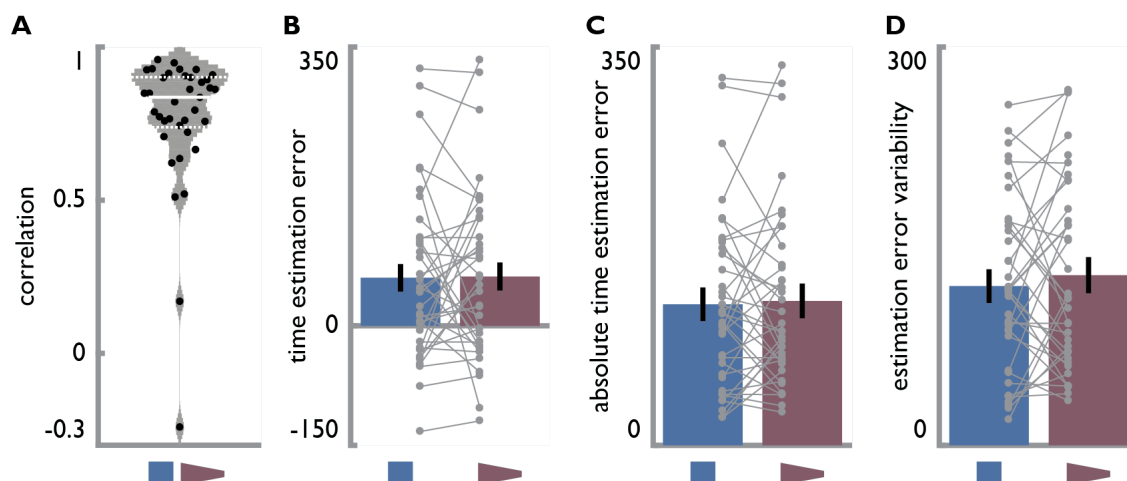 A
correlation
1
0.5
0
-0.3
B
time estimation error
350
0
-150
C
absolute time estimation error
350
0
D
estimation error variability
300
0